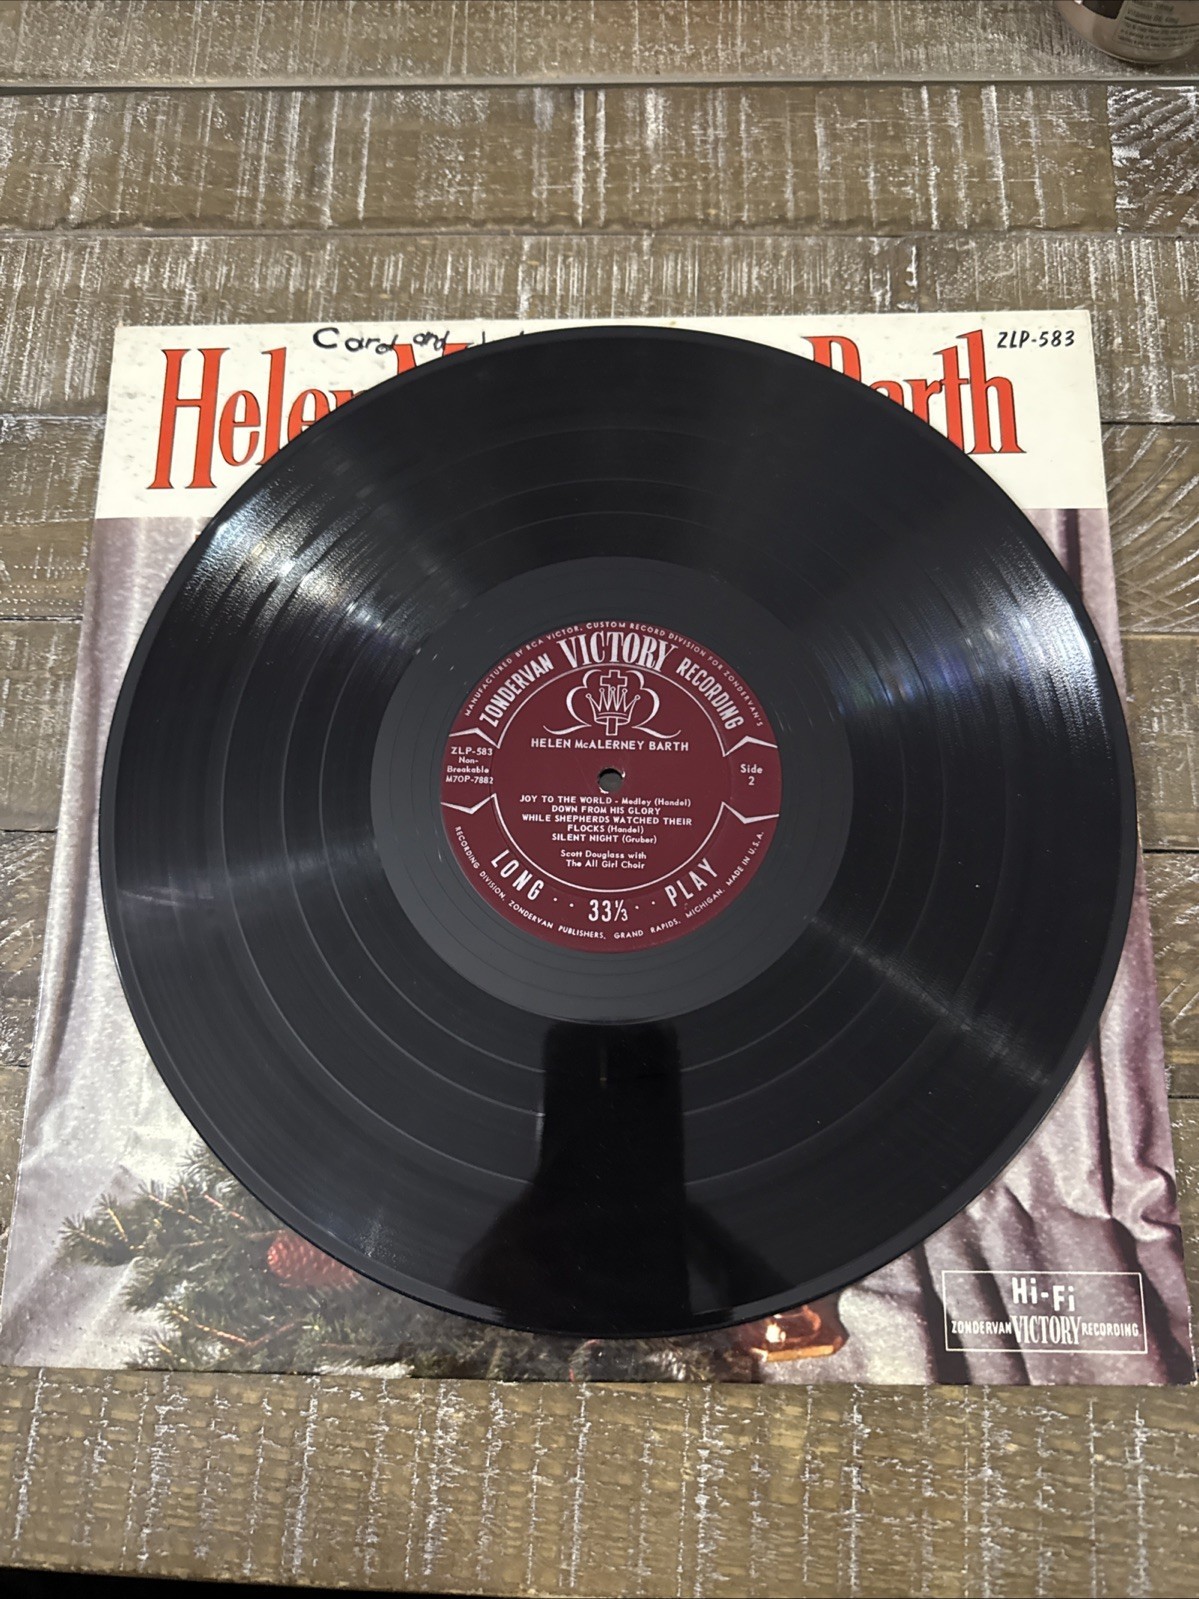 Card and
ZLP-583
Helen
Barth
MANUFACTURED BY RCA VICTOR, CUSTOM RECORD DIVISION FOR ZONDERVAN'S
ZONDERVAN VICTORY RECORDING
HELEN McALERNEY BARTH
ZLP-583
Non-
Breakable
M7OP-7882
Side
2
JOY TO THE WORLD - Medley (Handel)
DOWN FROM HIS GLORY
WHILE SHEPHERDS WATCHED THEIR
FLOCKS (Handel)
SILENT NIGHT (Gruber)
Scott Douglass with
The All Girl Choir
LONG · · 33⅓ · · PLAY
RECORDING DIVISION, ZONDERVAN PUBLISHERS, GRAND RAPIDS, MICHIGAN, MADE IN U.S.A.
Hi-Fi
ZONDERVAN VICTORY RECORDING